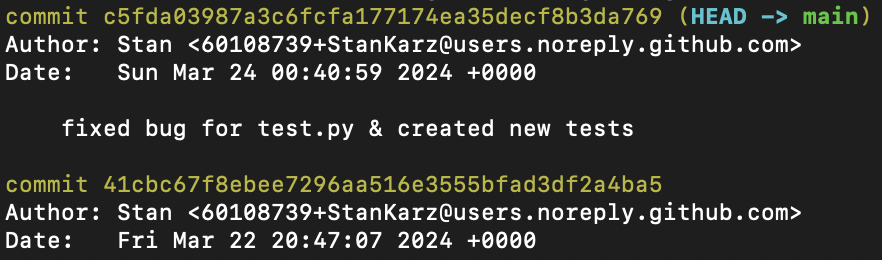 commit c5fda03987a3c6fcfa177174ea35decf8b3da769 (HEAD -> main)
Author: Stan <60108739+StanKarz@users.noreply.github.com>
Date:   Sun Mar 24 00:40:59 2024 +0000
    fixed bug for test.py & created new tests
commit 41cbc67f8ebee7296aa516e3555bfad3df2a4ba5
Author: Stan <60108739+StanKarz@users.noreply.github.com>
Date:   Fri Mar 22 20:47:07 2024 +0000